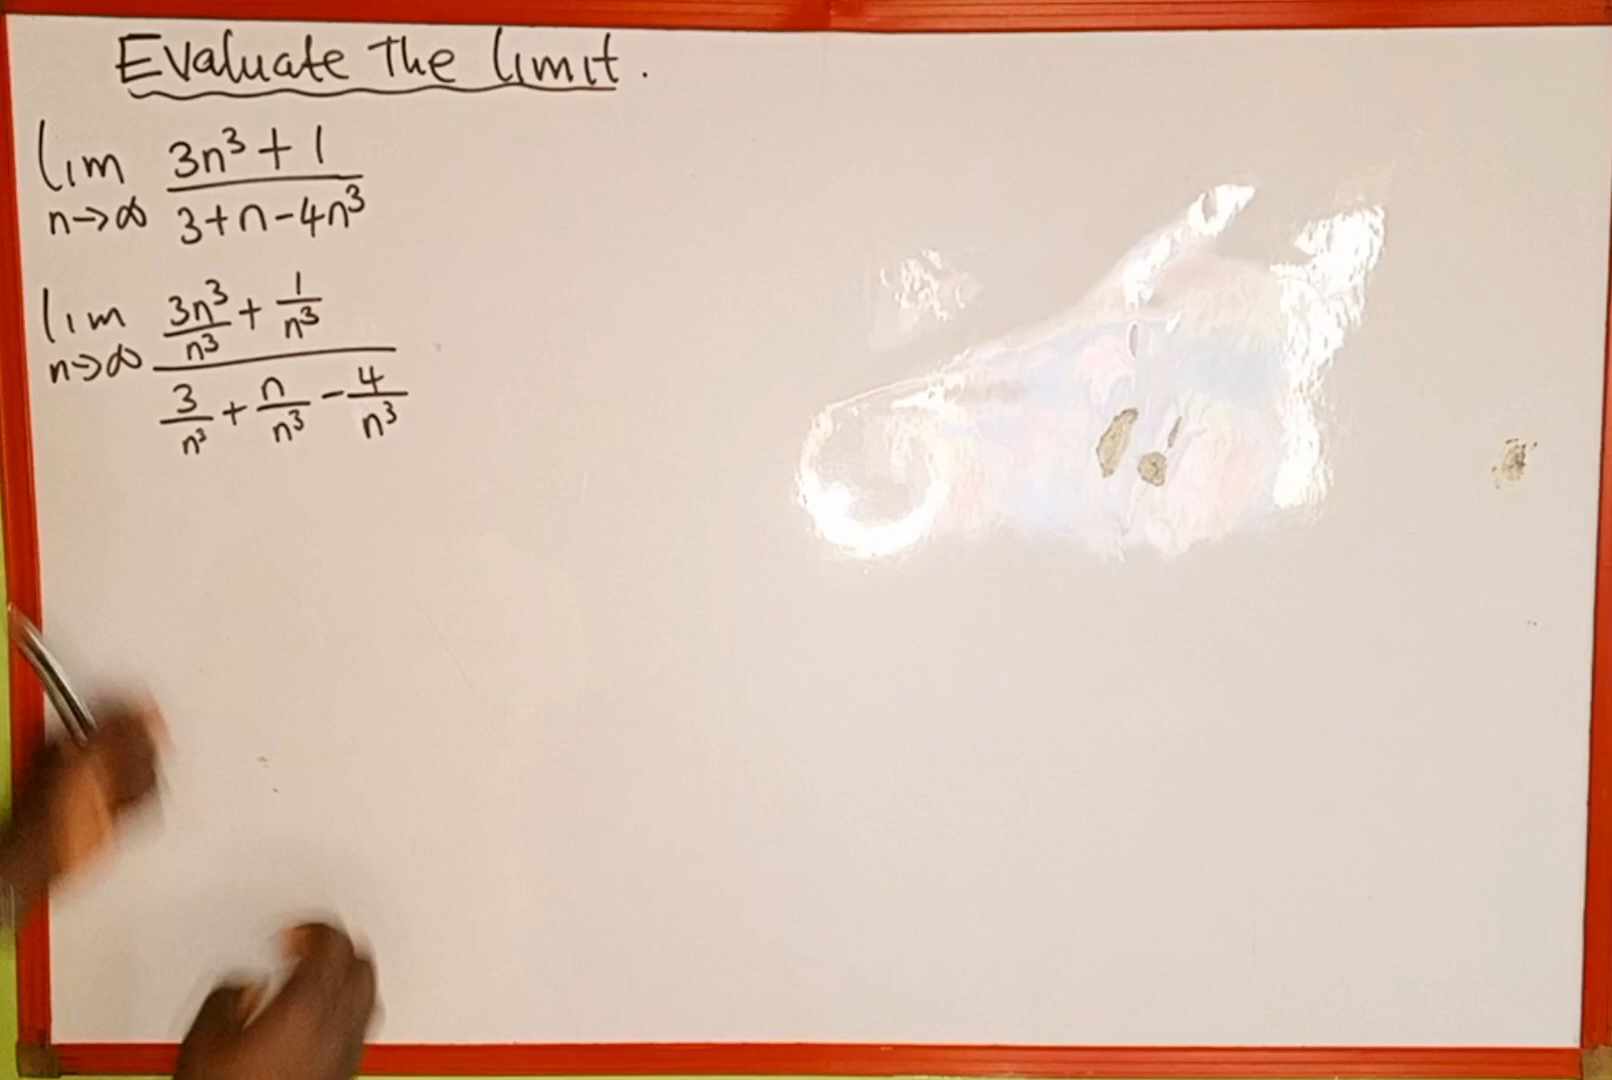 Evaluate The limit.
lim n→∞ (3n³ + 1)/(3+n-4n³)
lim n→∞ (3n³/n³ + 1/n³)/(3/n³ + n/n³ - 4/n³)